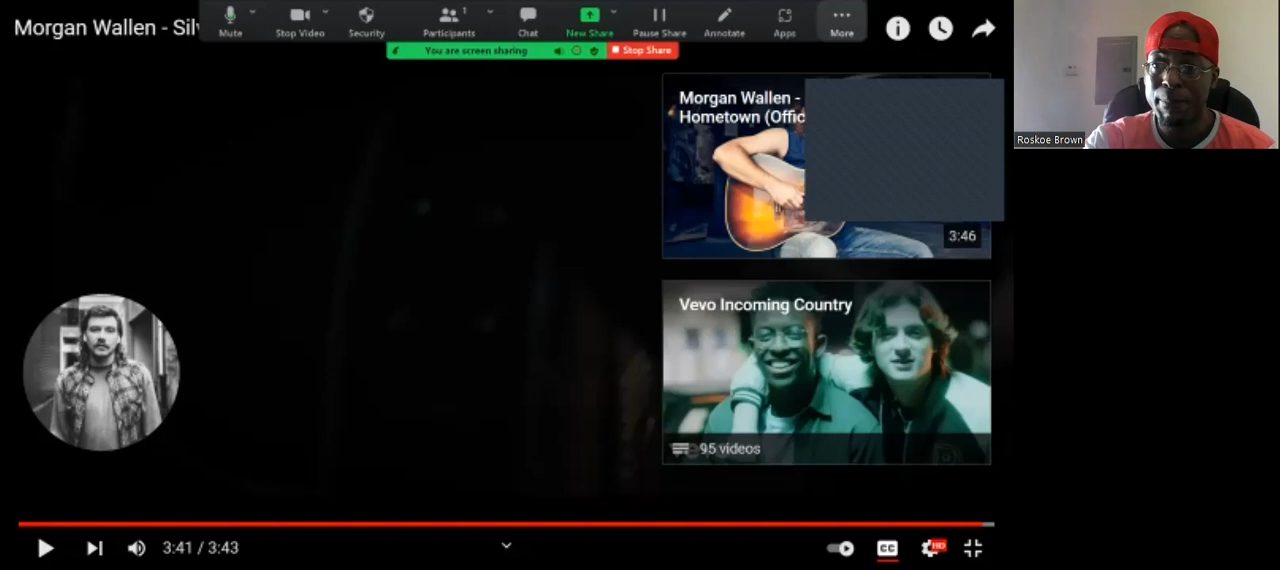 Morgan Wallen - Sil
Mute
Stop Video
Security
1
Participants
Chat
New Share
Pause Share
Annotate
Apps
More
You are screen sharing
Stop Share
Morgan Wallen -
Hometown (Offic
3:46
Roskoe Brown
Vevo Incoming Country
95 videos
3:41 / 3:43
CC
HD